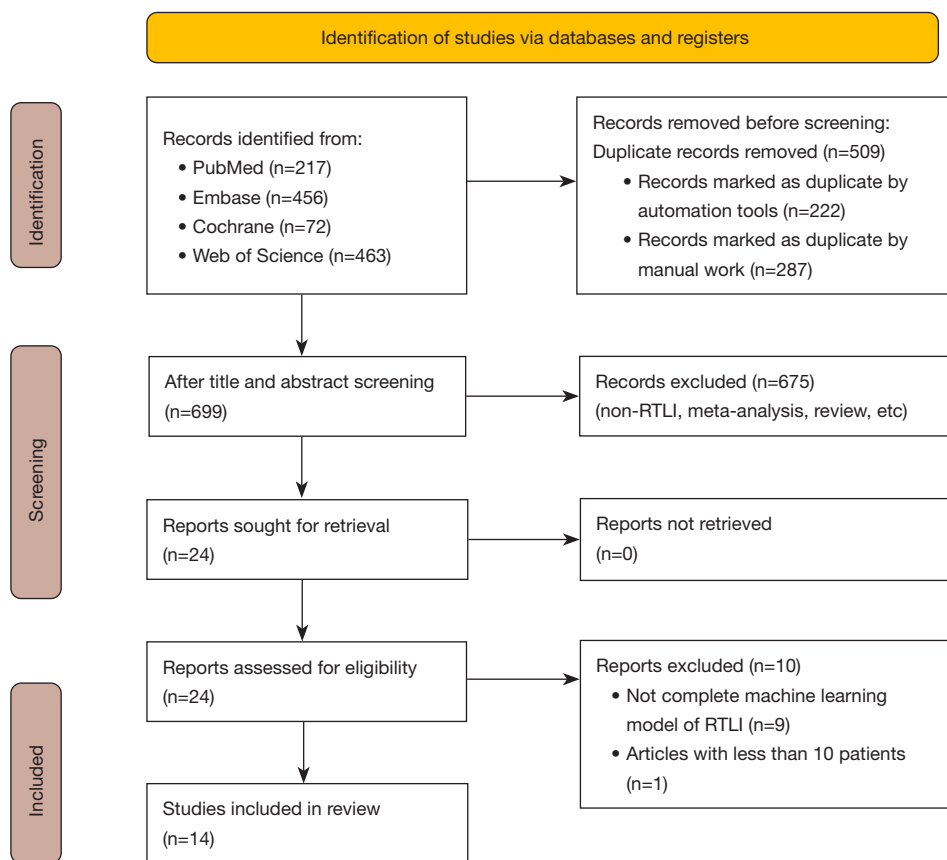 Identification of studies via databases and registers
Identification
Records identified from:
• PubMed (n=217)
• Embase (n=456)
• Cochrane (n=72)
• Web of Science (n=463)
Records removed before screening:
Duplicate records removed (n=509)
• Records marked as duplicate by
automation tools (n=222)
• Records marked as duplicate by
manual work (n=287)
Screening
After title and abstract screening
(n=699)
Records excluded (n=675)
(non-RTLI, meta-analysis, review, etc)
Reports sought for retrieval
(n=24)
Reports not retrieved
(n=0)
Reports assessed for eligibility
(n=24)
Reports excluded (n=10)
• Not complete machine learning
model of RTLI (n=9)
• Articles with less than 10 patients
(n=1)
Included
Studies included in review
(n=14)